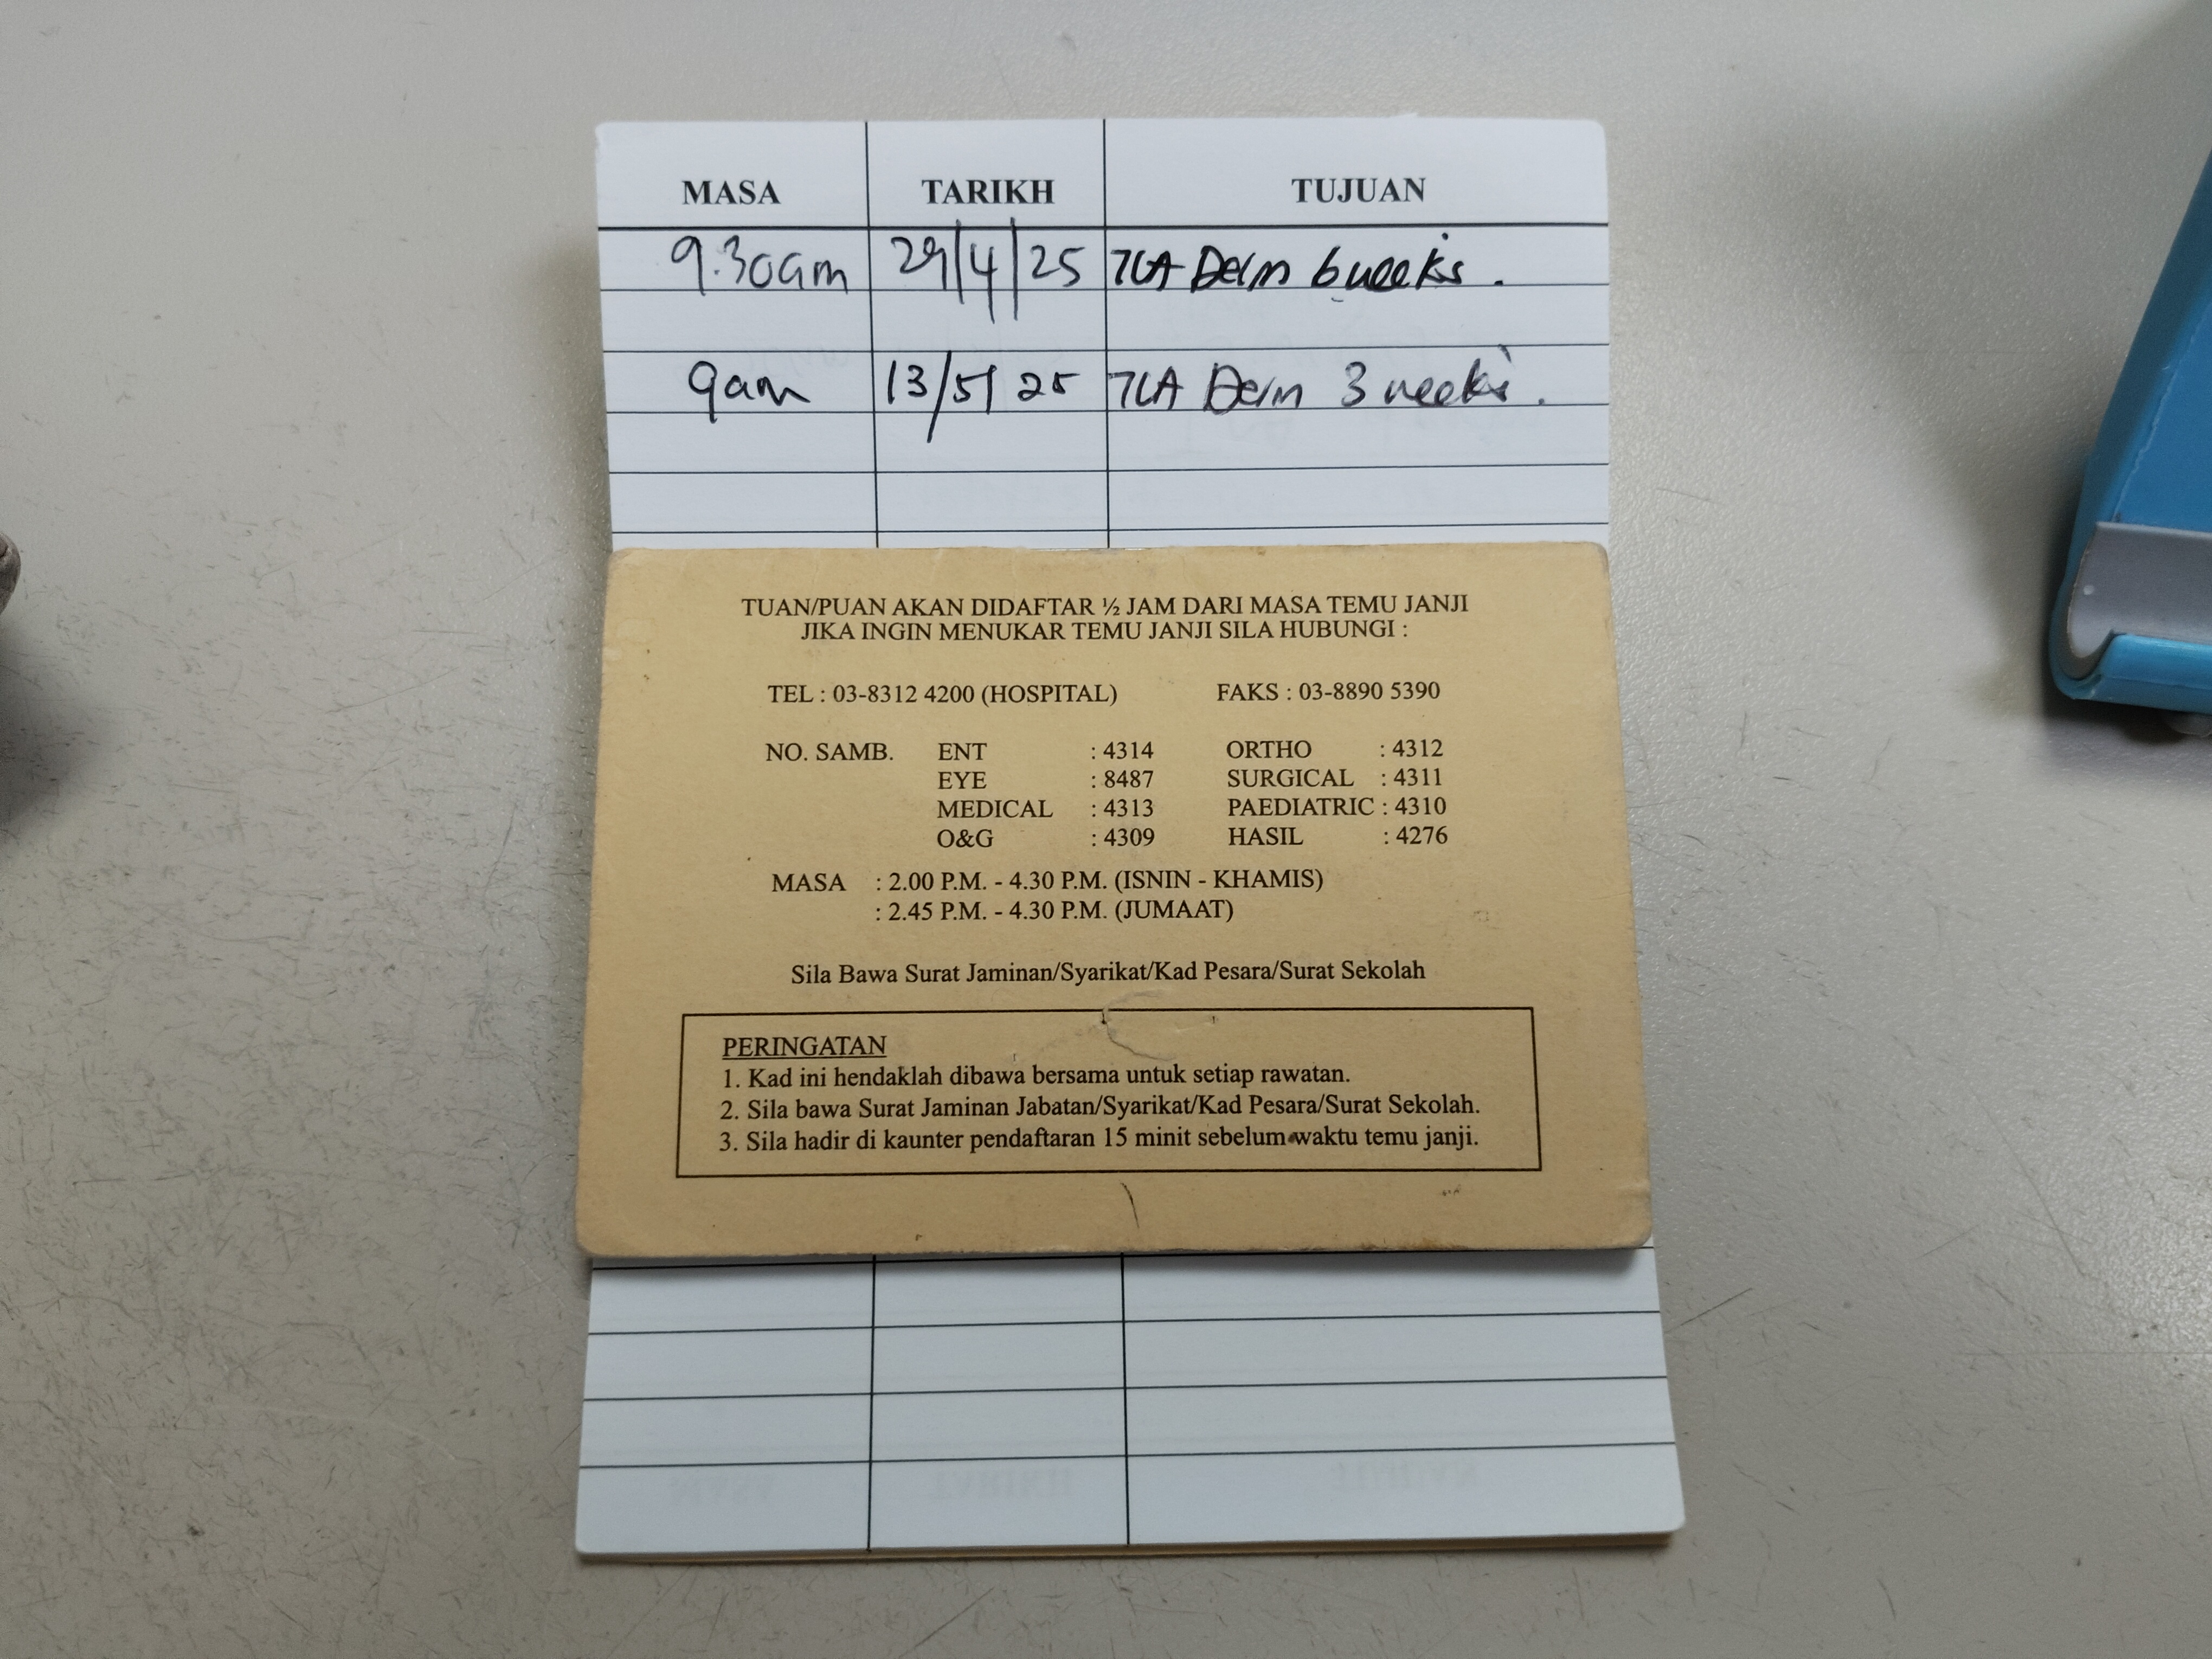 MASA TARIKH TUJUAN
9.30am 29/4/25 TCA Derm 6 weeks.
9am 13/5/25 TCA Derm 3 weeks.
TUAN/PUAN AKAN DIDAFTAR ½ JAM DARI MASA TEMU JANJI
JIKA INGIN MENUKAR TEMU JANJI SILA HUBUNGI :
TEL : 03-8312 4200 (HOSPITAL) FAKS : 03-8890 5390
NO. SAMB. ENT : 4314 ORTHO : 4312
EYE : 8487 SURGICAL : 4311
MEDICAL : 4313 PAEDIATRIC : 4310
O&G : 4309 HASIL : 4276
MASA : 2.00 P.M. - 4.30 P.M. (ISNIN - KHAMIS)
: 2.45 P.M. - 4.30 P.M. (JUMAAT)
Sila Bawa Surat Jaminan/Syarikat/Kad Pesara/Surat Sekolah
PERINGATAN
1. Kad ini hendaklah dibawa bersama untuk setiap rawatan.
2. Sila bawa Surat Jaminan Jabatan/Syarikat/Kad Pesara/Surat Sekolah.
3. Sila hadir di kaunter pendaftaran 15 minit sebelum waktu temu janji.